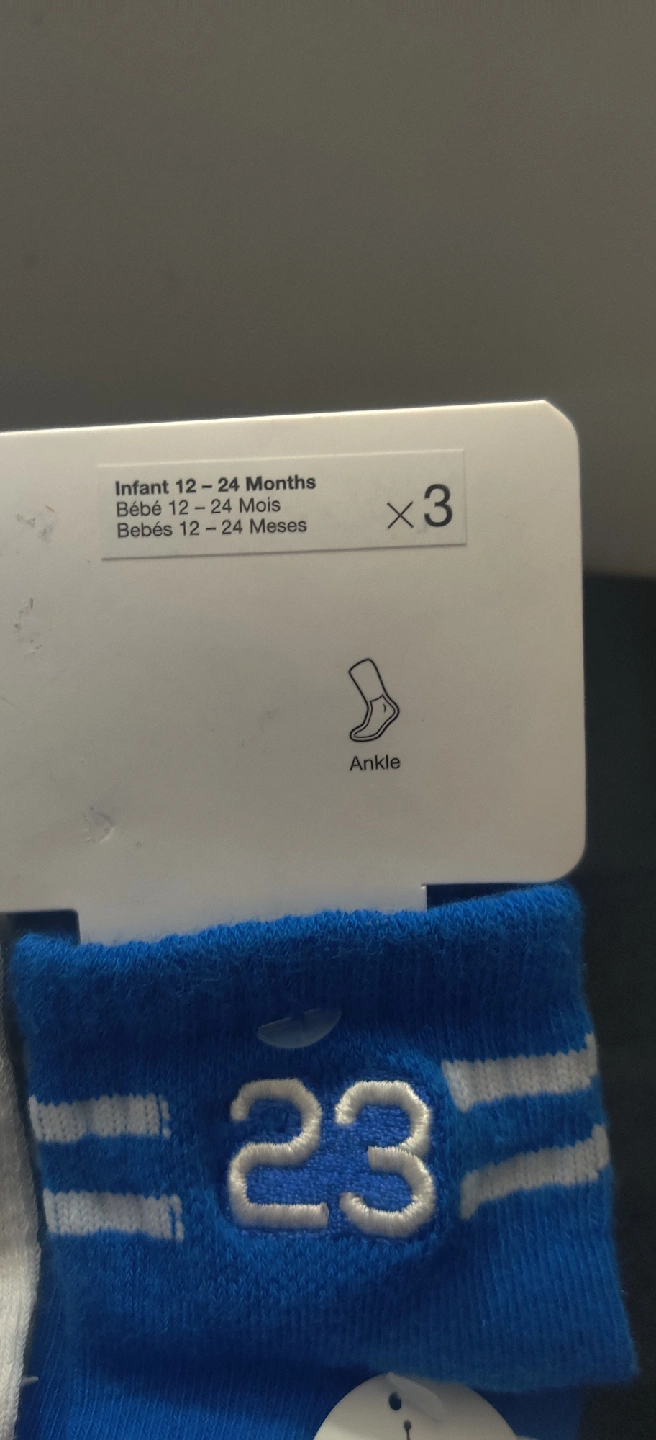 Infant 12 – 24 Months
Bébé 12 – 24 Mois
Bebés 12 – 24 Meses
×3
Ankle
23